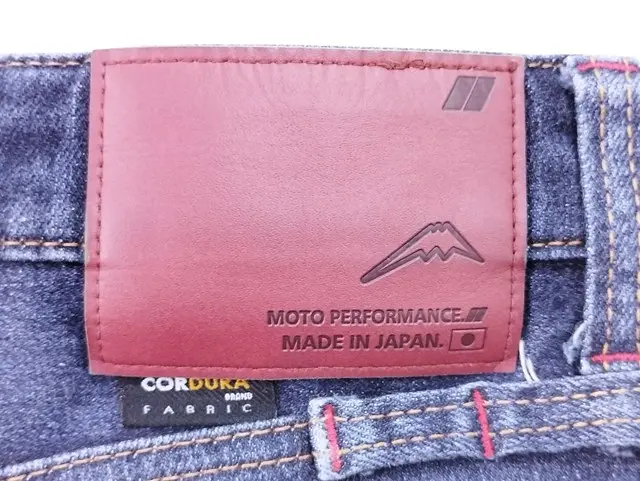 MOTO PERFORMANCE.
MADE IN JAPAN.
CORDURA
BRAND
FABRIC